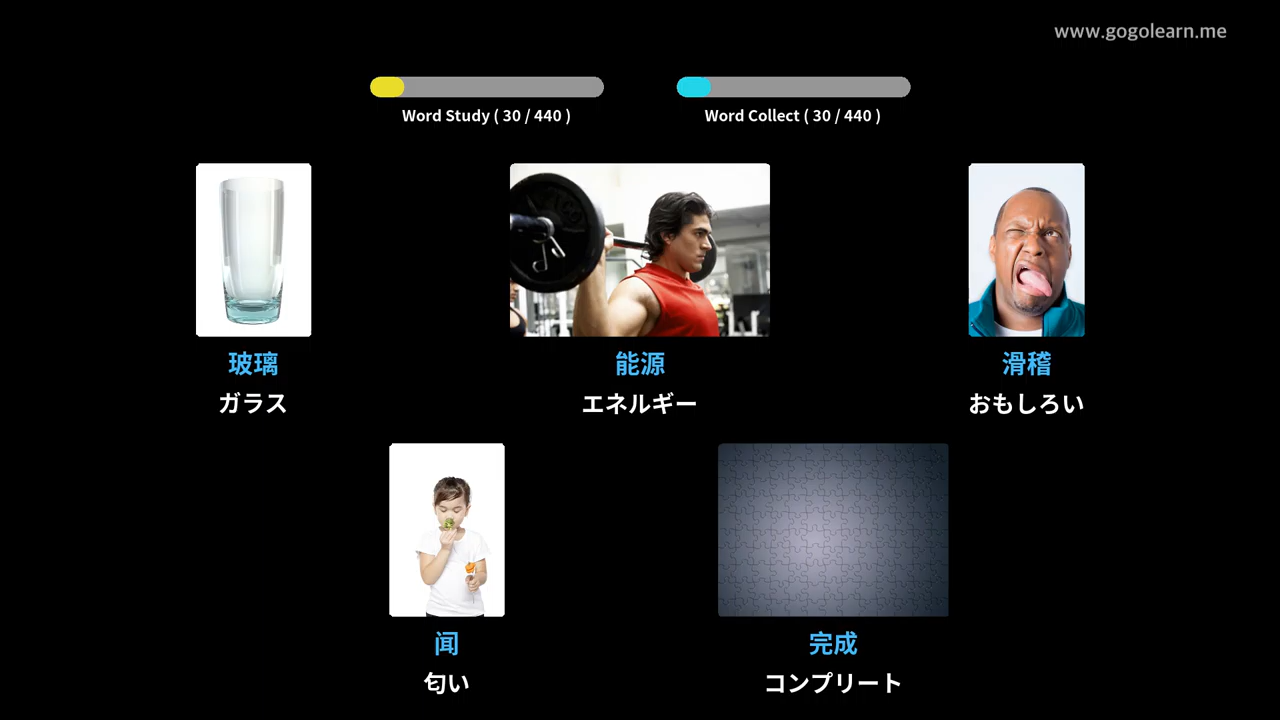 www.gogolearn.me
Word Study ( 30 / 440 )
Word Collect ( 30 / 440 )
玻璃
ガラス
能源
エネルギー
滑稽
おもしろい
闻
匂い
完成
コンプリート